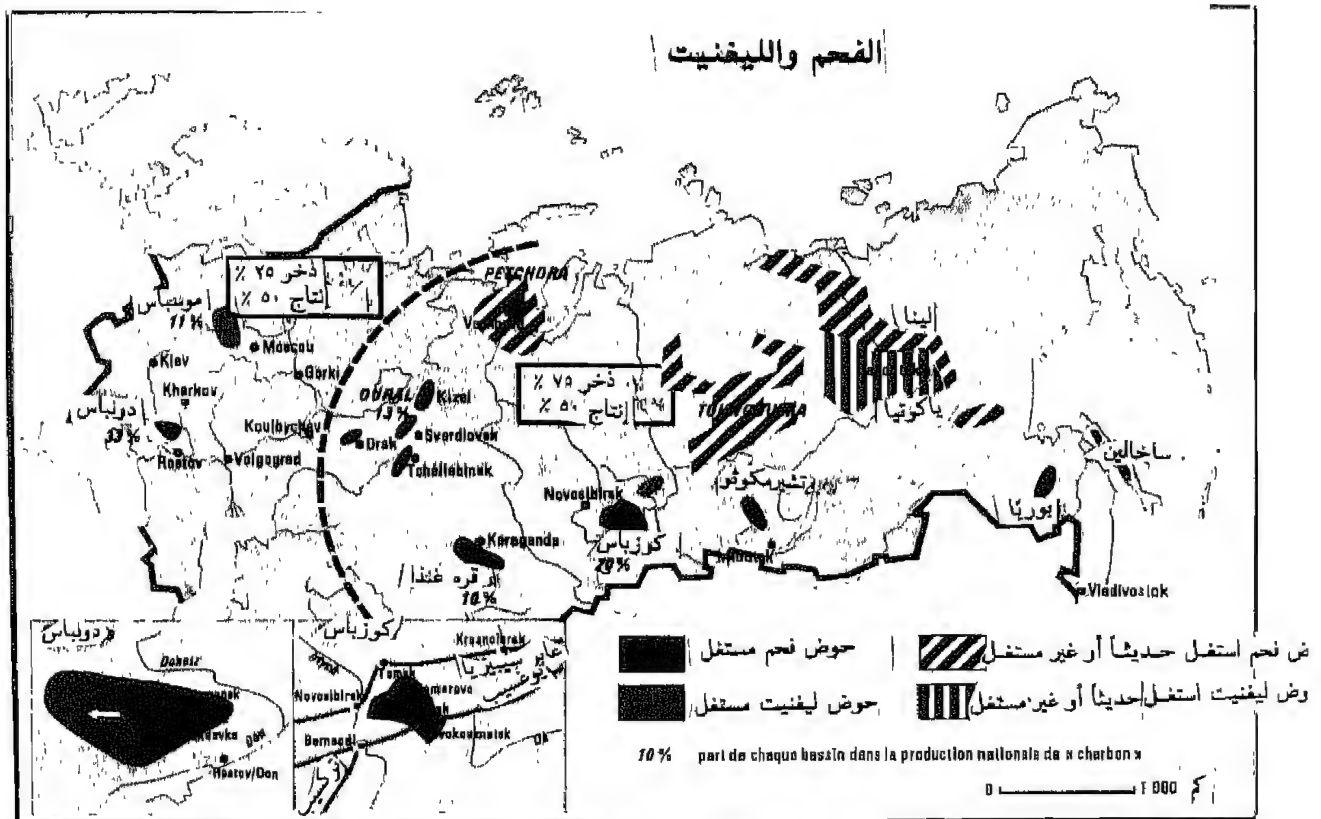 الفحم والليغنيت
PETCHORA
ذخر ٢٥ ٪
نتاج ٥٠ ٪
موبباس
11 %
Moscou
Kiev
Gorki
Kharkov
OURAL
13 %
Kizel
ذخر ٧٥ ٪
إنتاج ٥٠ ٪
لينا
ياكوتيا
دونباس
33 %
Koulbychev
Orsk
Sverdlovsk
Rostov
Volgograd
Tchéliabinsk
ساخالين
Novosibirsk
بوريا
Karaganda
كوزباس
20 %
قره غندا
10 %
Vladivostok
دونباس
Donetz
Don
Rostov/Don
كوزباس
Krasnoiarsk
Tomsk
Novosibirsk
Barnaoul
Ob
حوض فحم مستغل
ض فحم استغل حديثاً أو غير مستغل
حوض ليغنيت مستغل
وض ليغنيت استغل حديثاً أو غير مستغل
10 % part de chaque bassin dans la production nationale de « charbon »
0 1 000 كم